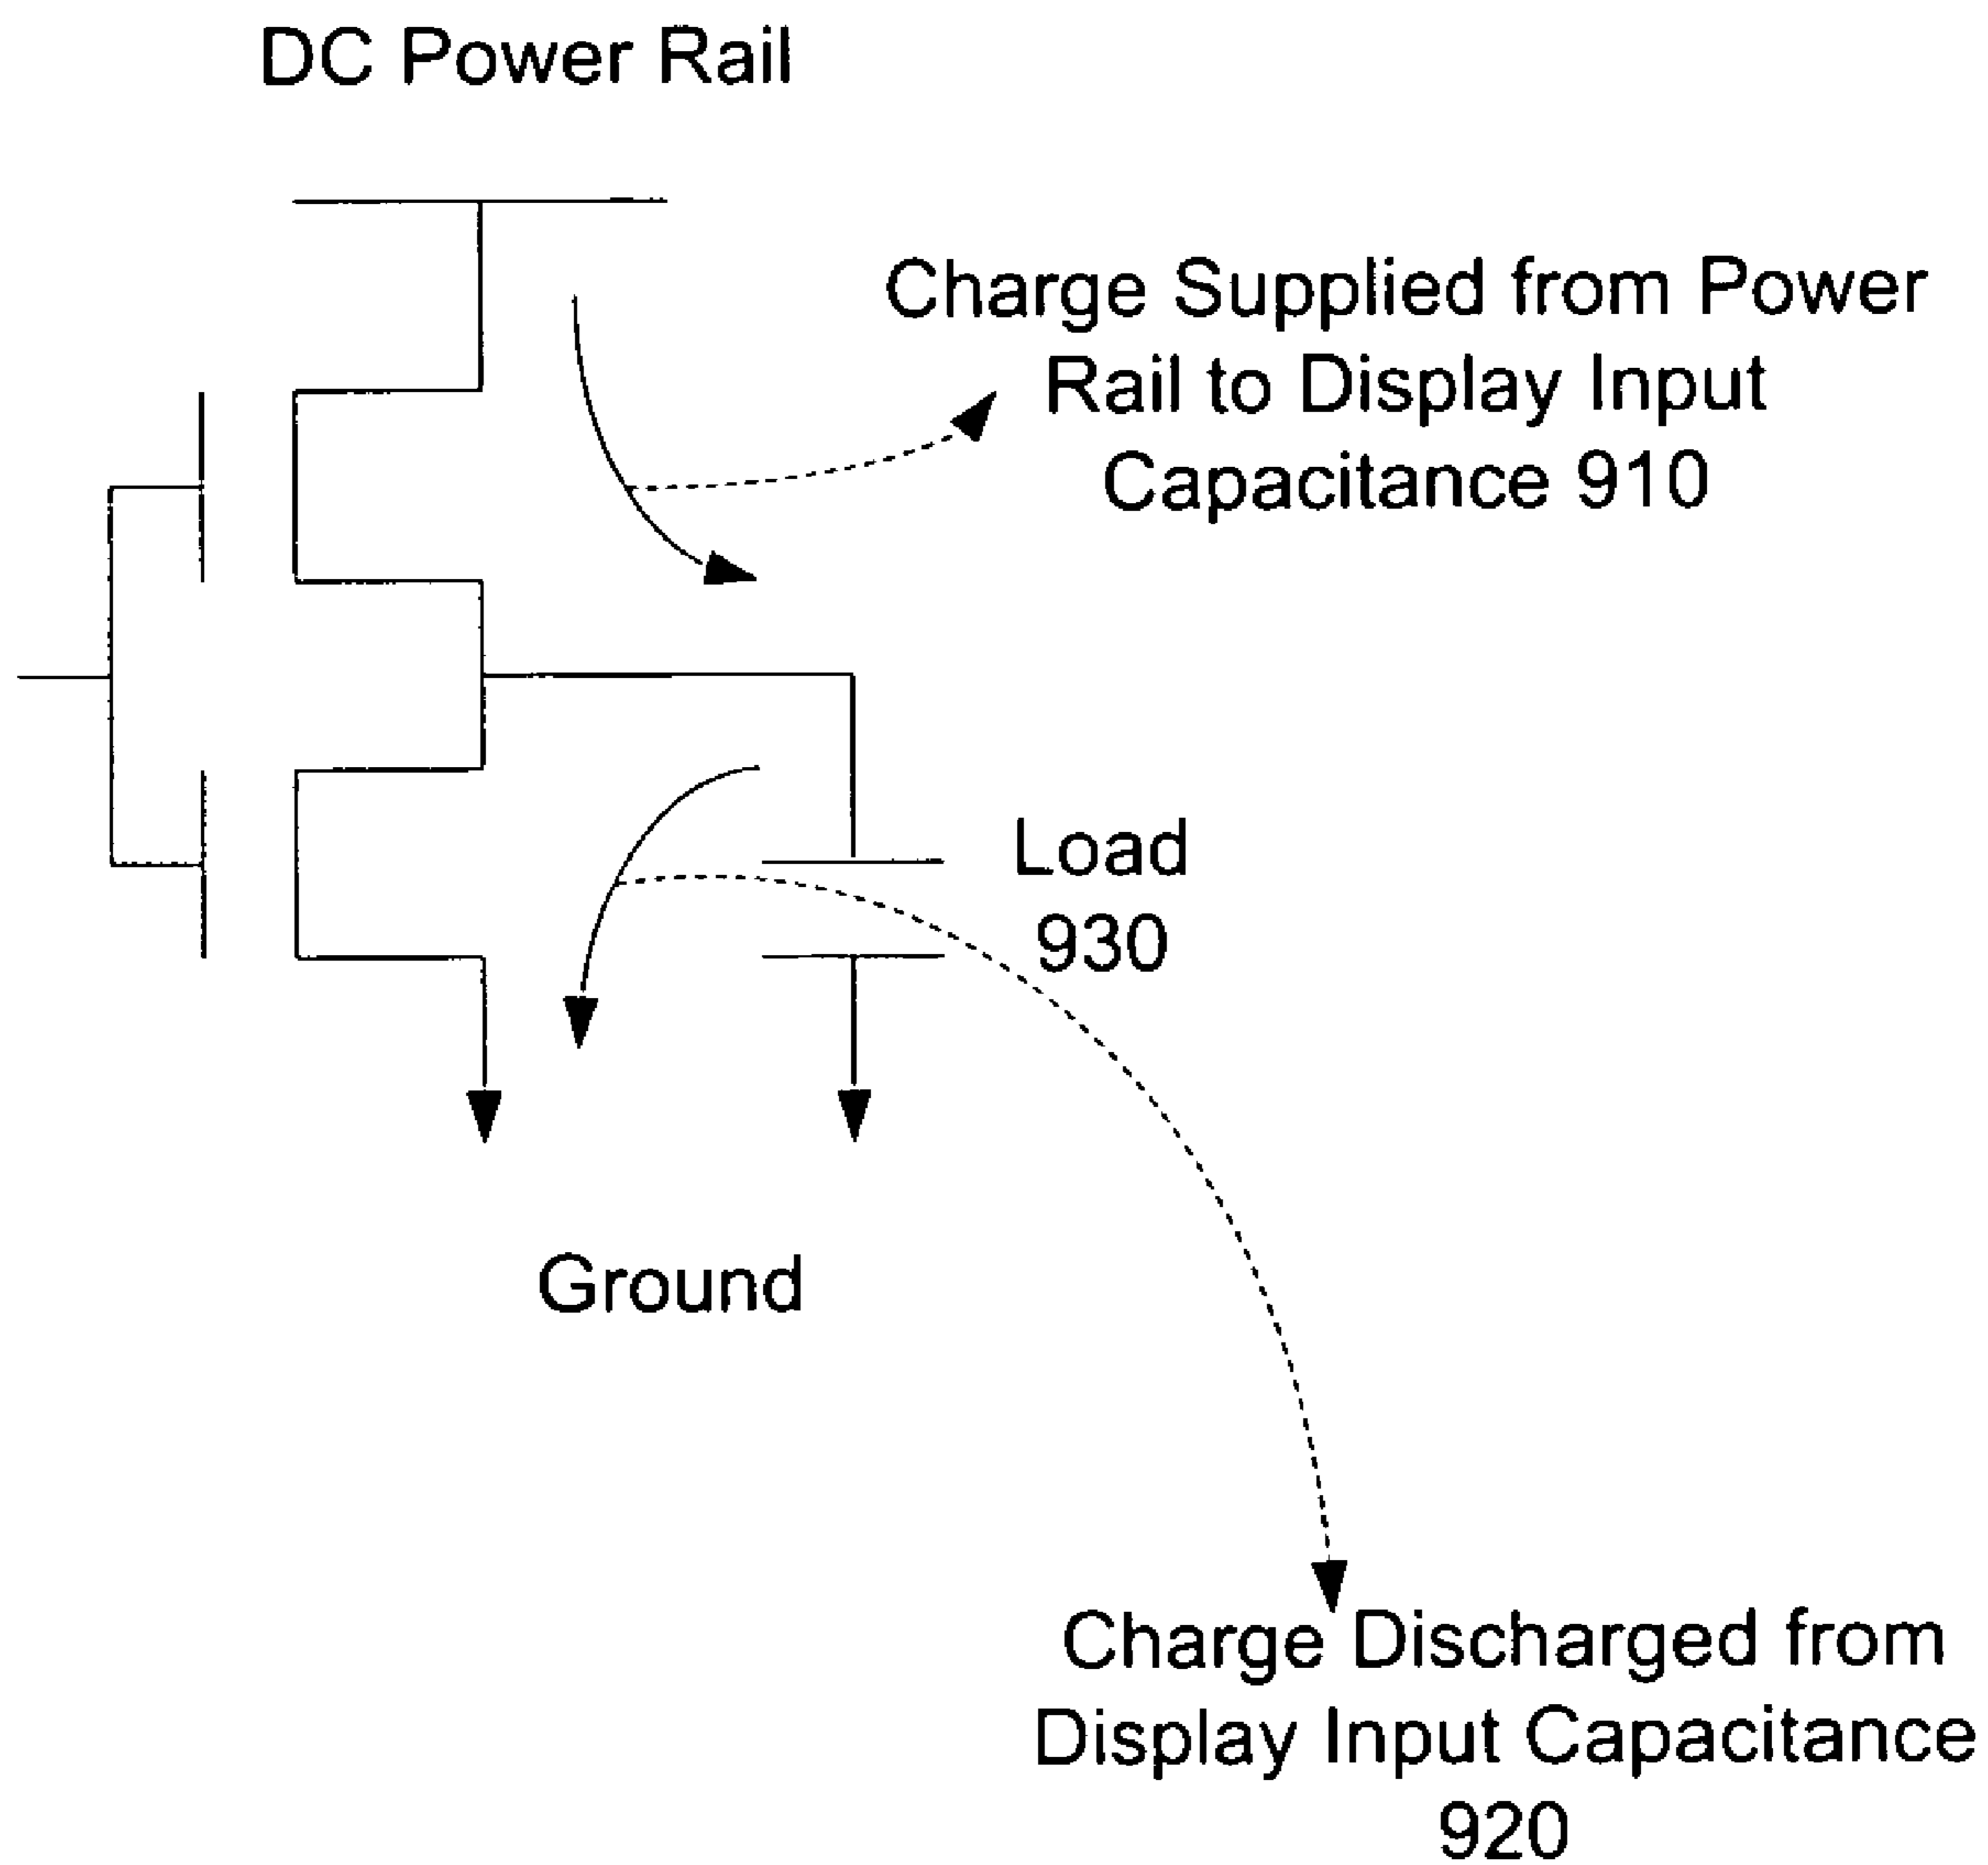 DC Power Rail
Charge Supplied from Power
Rail to Display Input
Capacitance 910
Load
930
Ground
Charge Discharged from
Display Input Capacitance
920